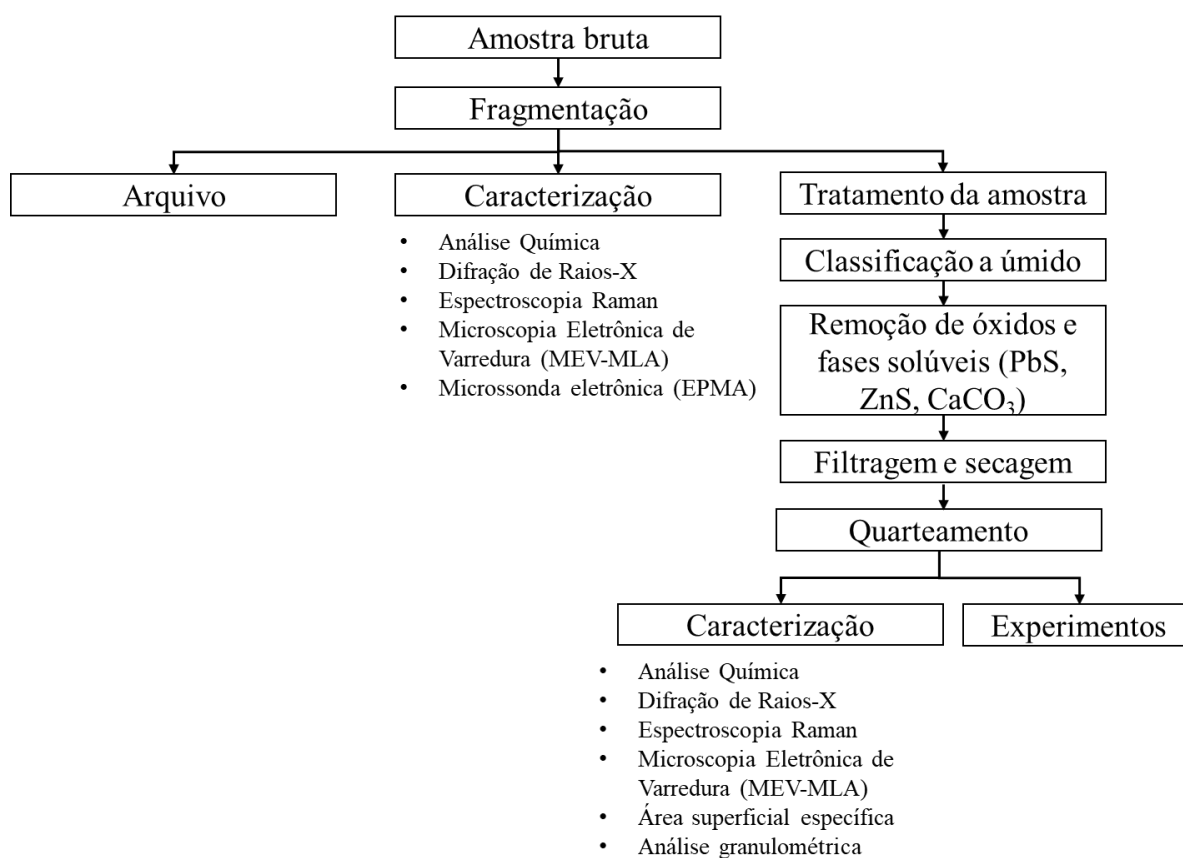 Amostra bruta
Fragmentação
Arquivo
Caracterização
• Análise Química
• Difração de Raios-X
• Espectroscopia Raman
• Microscopia Eletrônica de
Varredura (MEV-MLA)
• Microssonda eletrônica (EPMA)
Tratamento da amostra
Classificação a úmido
Remoção de óxidos e
fases solúveis (PbS,
ZnS, CaCO₃)
Filtragem e secagem
Quarteamento
Caracterização
• Análise Química
• Difração de Raios-X
• Espectroscopia Raman
• Microscopia Eletrônica de
Varredura (MEV-MLA)
• Área superficial específica
• Análise granulométrica
Experimentos